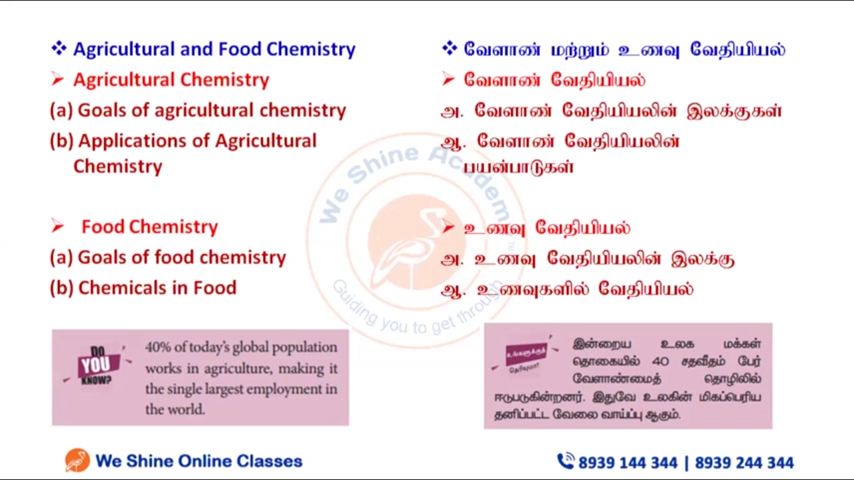 ❖ Agricultural and Food Chemistry
➢ Agricultural Chemistry
(a) Goals of agricultural chemistry
(b) Applications of Agricultural
Chemistry
➢ Food Chemistry
(a) Goals of food chemistry
(b) Chemicals in Food
❖ வேளாண் மற்றும் உணவு வேதியியல்
➢ வேளாண் வேதியியல்
அ. வேளாண் வேதியியலின் இலக்குகள்
ஆ. வேளாண் வேதியியலின்
பயன்பாடுகள்
➢ உணவு வேதியியல்
அ. உணவு வேதியியலின் இலக்கு
ஆ. உணவுகளில் வேதியியல்
We Shine Academy
Guiding you to get through
DO
YOU
KNOW?
40% of today's global population
works in agriculture, making it
the single largest employment in
the world.
உங்களுக்குத்
தெரியுமா?
இன்றைய உலக மக்கள்
தொகையில் 40 சதவீதம் பேர்
வேளாண்மைத் தொழிலில்
ஈடுபடுகின்றனர். இதுவே உலகின் மிகப்பெரிய
தனிப்பட்ட வேலை வாய்ப்பு ஆகும்.
We Shine Online Classes
8939 144 344 | 8939 244 344